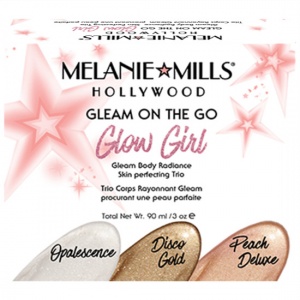 MELANIE★MILLS®
HOLLYWOOD
GLEAM ON THE GO
Glow Girl
Gleam Body Radiance
Skin perfecting Trio
Trio Corps Rayonnant Gleam
procurant une peau parfaite
Total Net Wt. 90 ml /3 oz e
Opalescence
Disco
Gold
Peach
Deluxe